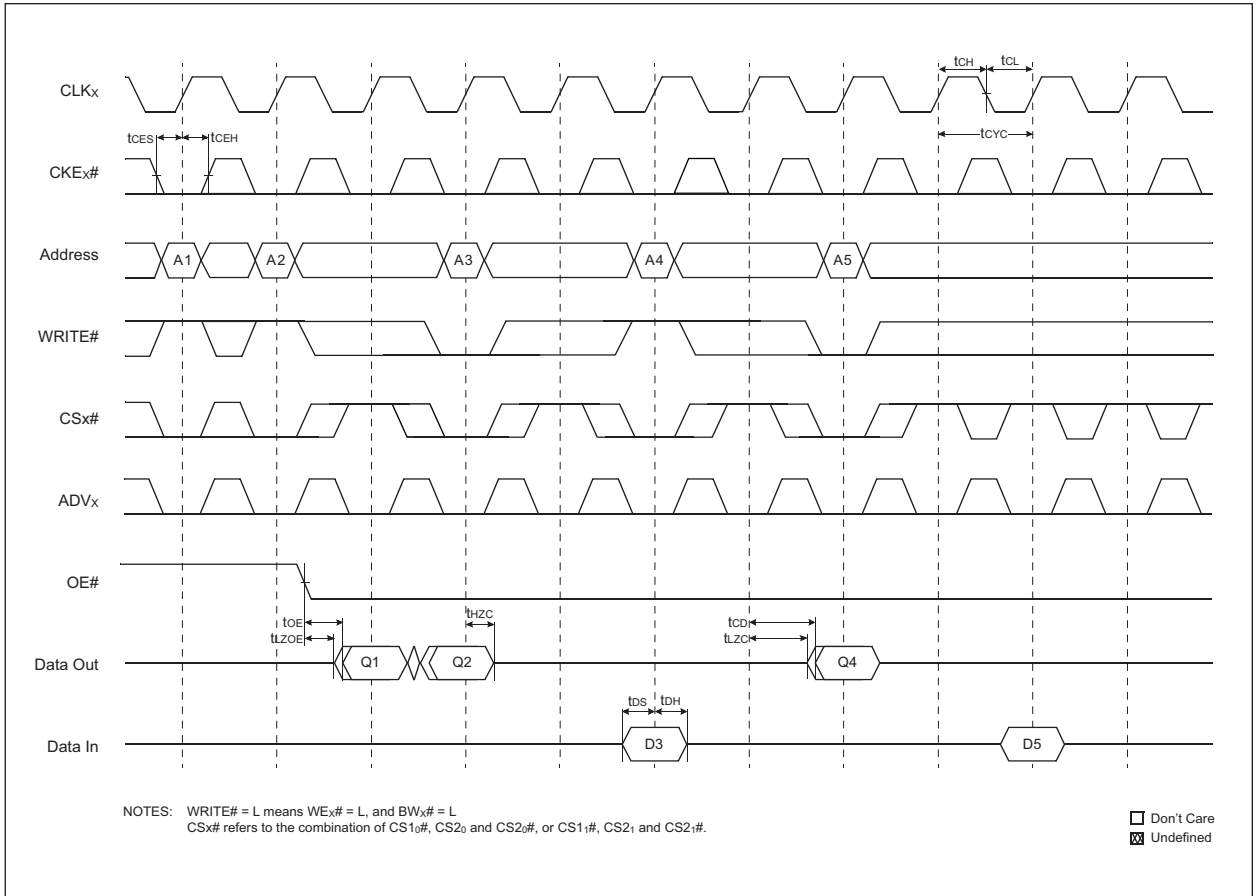 tCH tCL
CLKX
tCES tCEH tCYC
CKEX#
Address A1 A2 A3 A4 A5
WRITE#
CSx#
ADVX
OE#
tOE tHZC tCD
tLZOE tLZC
Data Out Q1 Q2 Q4
tDS tDH
Data In D3 D5
NOTES: WRITE# = L means WEX# = L, and BWX# = L
CSx# refers to the combination of CS10#, CS20 and CS20#, or CS11#, CS21 and CS21#.
Don't Care
Undefined